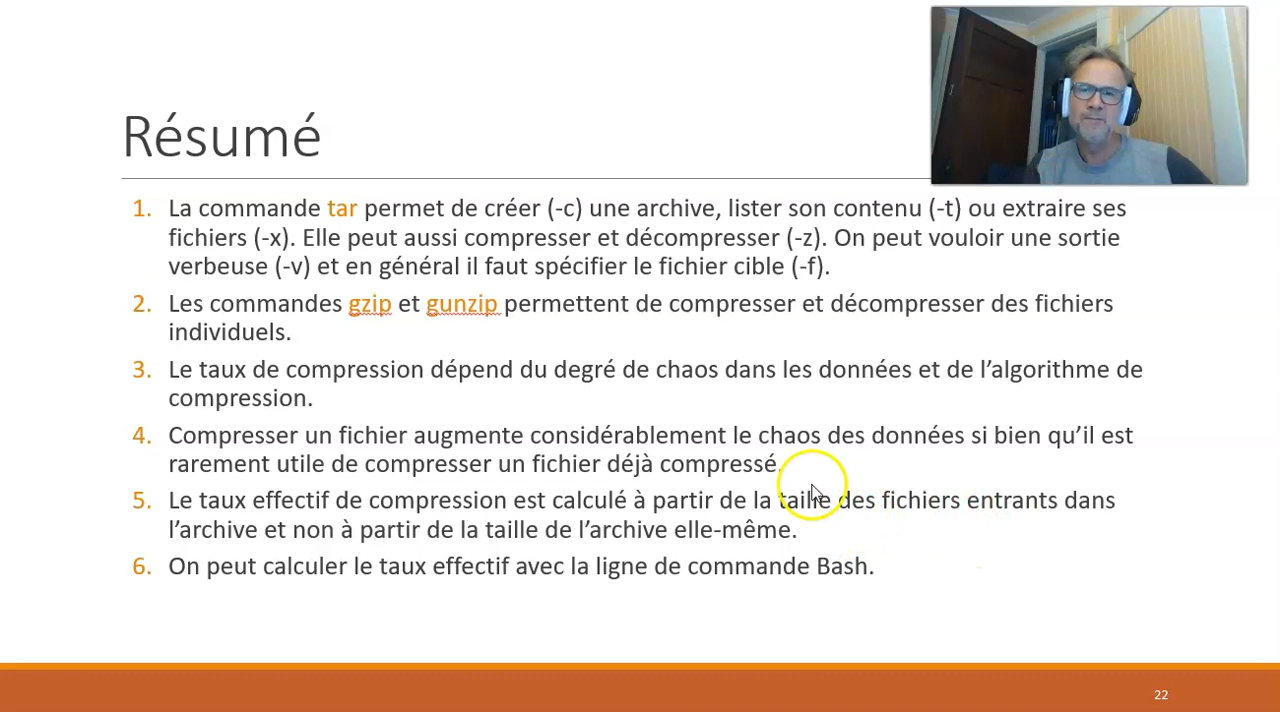 Résumé
1. La commande tar permet de créer (-c) une archive, lister son contenu (-t) ou extraire ses
fichiers (-x). Elle peut aussi compresser et décompresser (-z). On peut vouloir une sortie
verbeuse (-v) et en général il faut spécifier le fichier cible (-f).
2. Les commandes gzip et gunzip permettent de compresser et décompresser des fichiers
individuels.
3. Le taux de compression dépend du degré de chaos dans les données et de l’algorithme de
compression.
4. Compresser un fichier augmente considérablement le chaos des données si bien qu’il est
rarement utile de compresser un fichier déjà compressé.
5. Le taux effectif de compression est calculé à partir de la taille des fichiers entrants dans
l’archive et non à partir de la taille de l’archive elle-même.
6. On peut calculer le taux effectif avec la ligne de commande Bash.
22